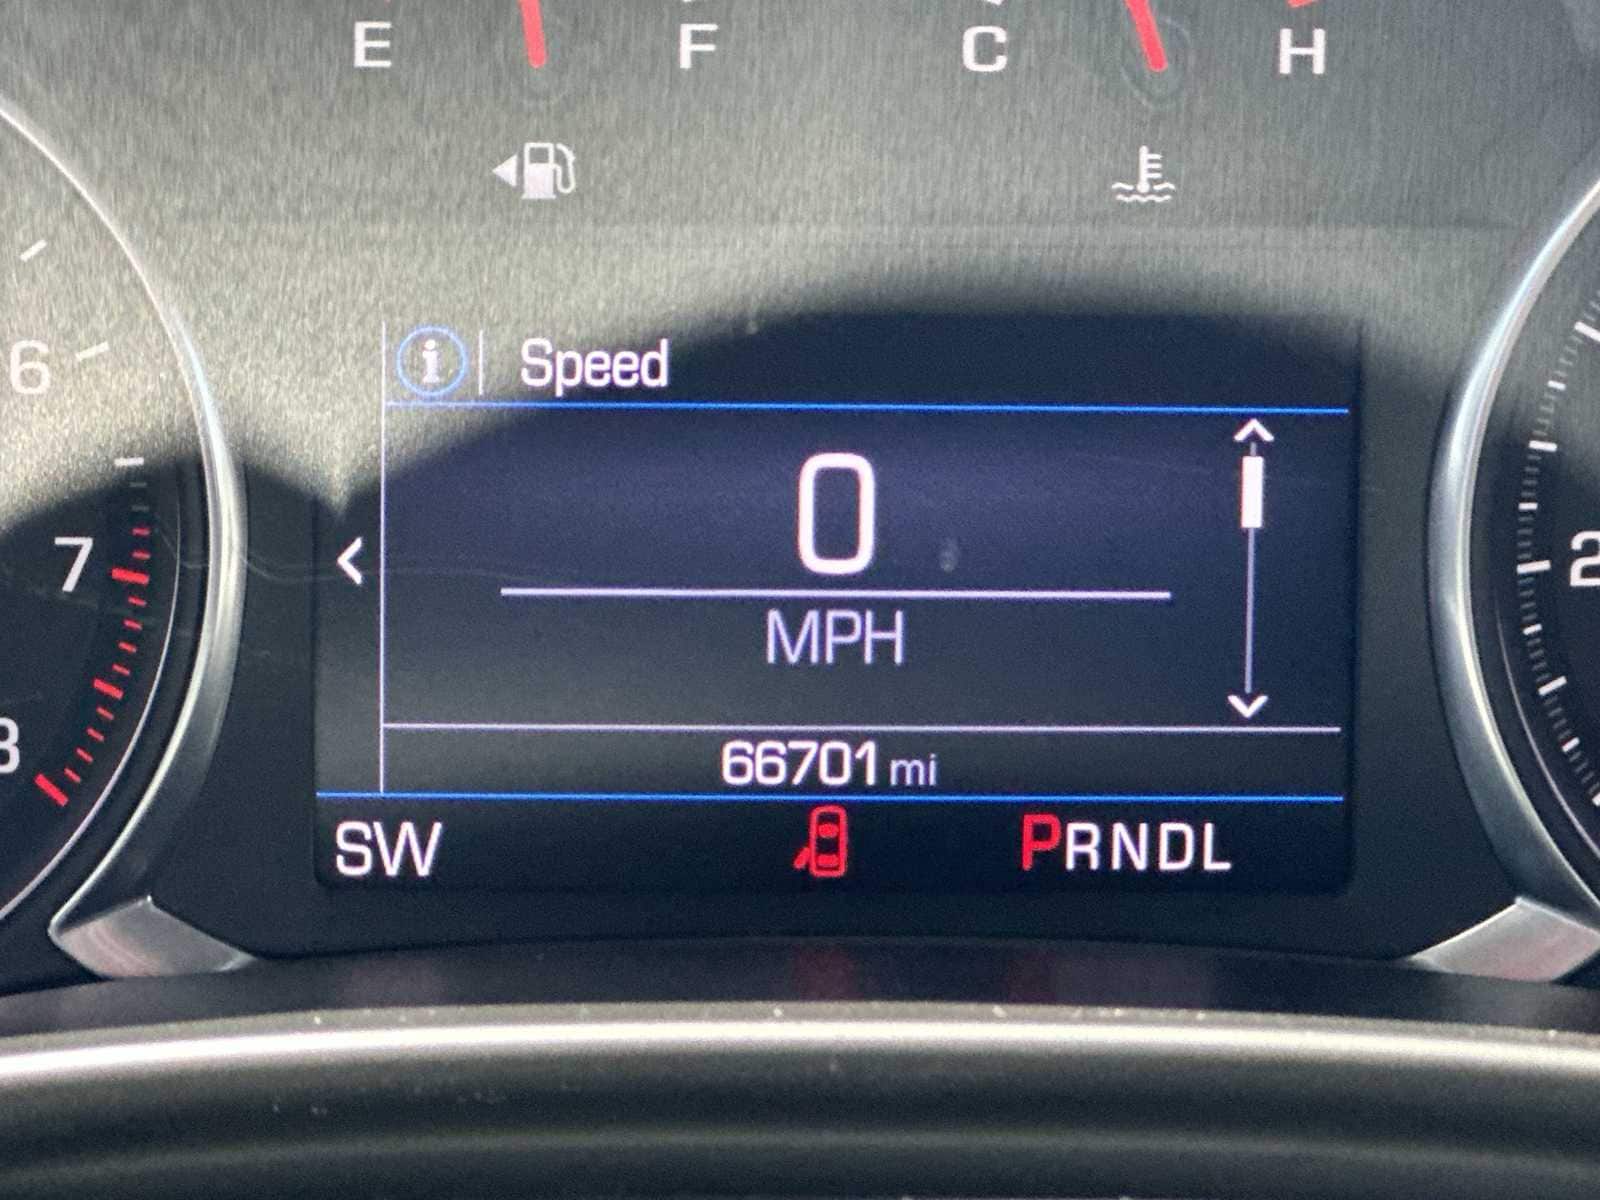 E F C H
i Speed
6
0
7
2
MPH
66701 mi
SW PRNDL